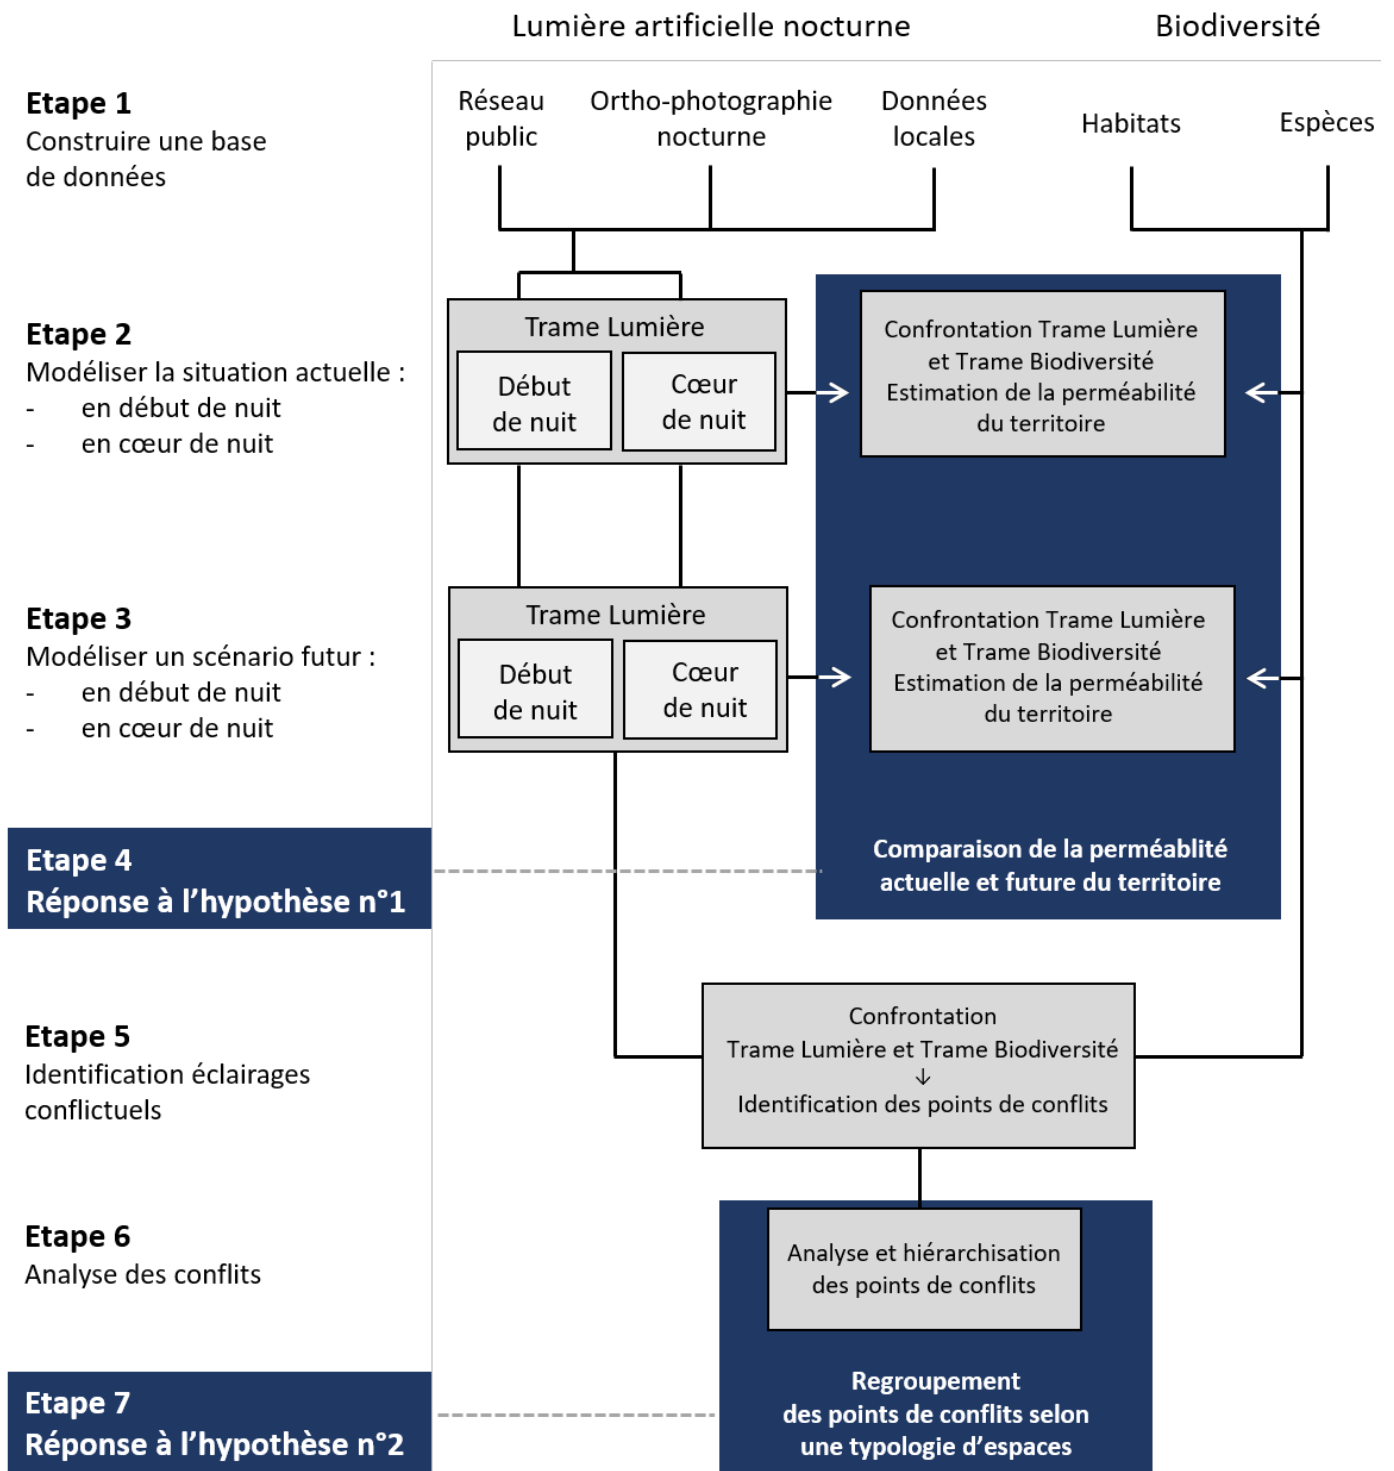 Lumière artificielle nocturne
Biodiversité
Etape 1
Construire une base
de données
Réseau
public
Ortho-photographie
nocturne
Données
locales
Habitats
Espèces
Etape 2
Modéliser la situation actuelle :
- en début de nuit
- en cœur de nuit
Trame Lumière
Début
de nuit
Cœur
de nuit
Confrontation Trame Lumière
et Trame Biodiversité
Estimation de la perméabilité
du territoire
Etape 3
Modéliser un scénario futur :
- en début de nuit
- en cœur de nuit
Trame Lumière
Début
de nuit
Cœur
de nuit
Confrontation Trame Lumière
et Trame Biodiversité
Estimation de la perméabilité
du territoire
Etape 4
Réponse à l’hypothèse n°1
Comparaison de la perméablité
actuelle et future du territoire
Etape 5
Identification éclairages
conflictuels
Confrontation
Trame Lumière et Trame Biodiversité
↓
Identification des points de conflits
Etape 6
Analyse des conflits
Analyse et hiérarchisation
des points de conflits
Etape 7
Réponse à l’hypothèse n°2
Regroupement
des points de conflits selon
une typologie d’espaces